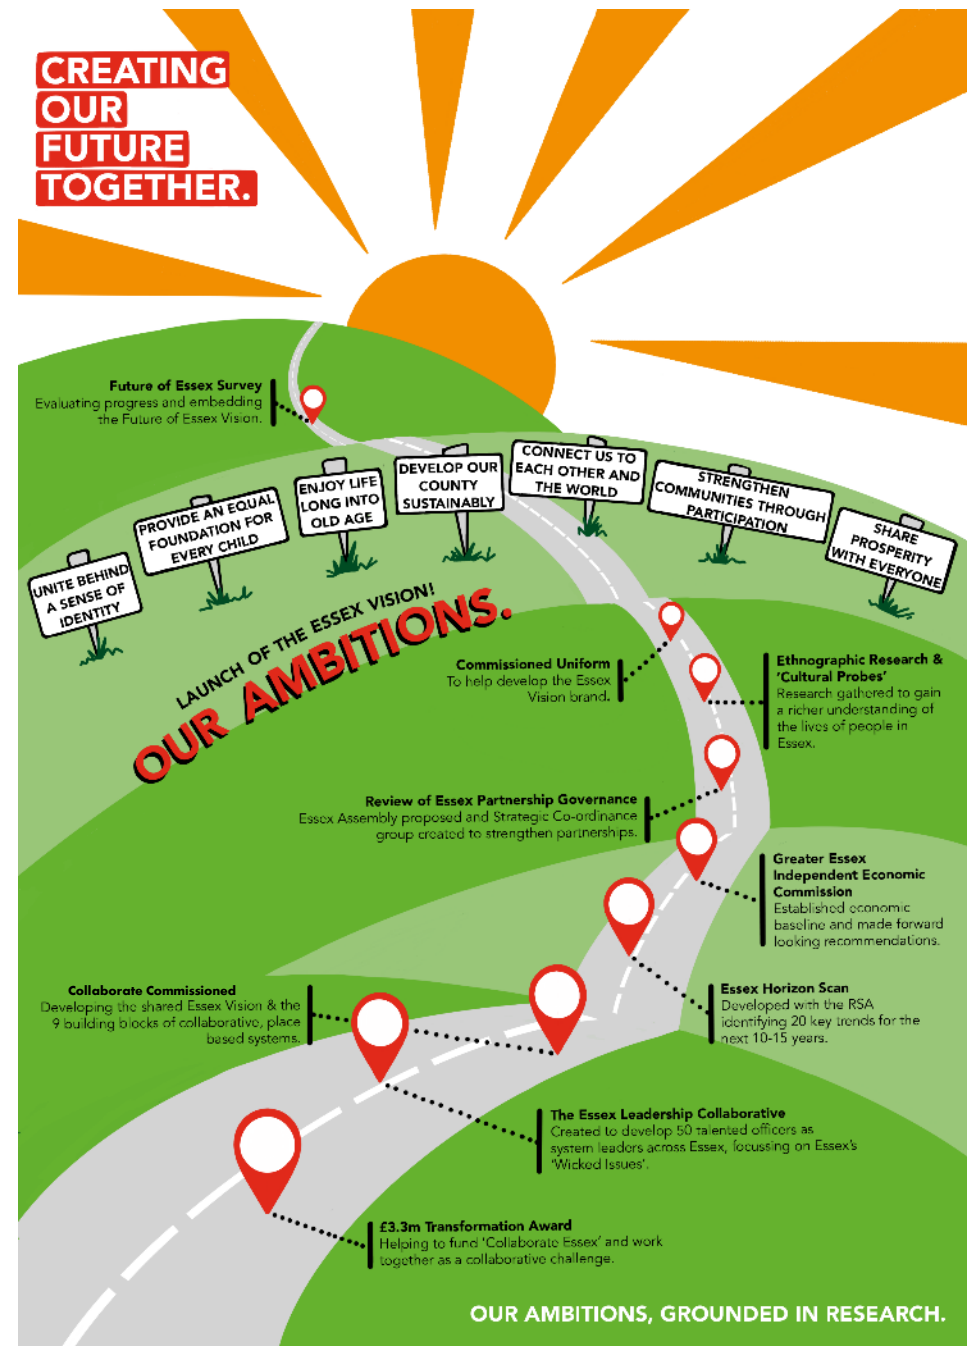 CREATING
OUR
FUTURE
TOGETHER.
Future of Essex Survey
Evaluating progress and embedding
the Future of Essex Vision.
UNITE BEHIND
A SENSE OF
IDENTITY
PROVIDE AN EQUAL
FOUNDATION FOR
EVERY CHILD
ENJOY LIFE
LONG INTO
OLD AGE
DEVELOP OUR
COUNTY
SUSTAINABLY
CONNECT US TO
EACH OTHER AND
THE WORLD
STRENGTHEN
COMMUNITIES THROUGH
PARTICIPATION
SHARE
PROSPERITY
WITH EVERYONE
LAUNCH OF THE ESSEX VISION!
OUR AMBITIONS.
Commissioned Uniform
To help develop the Essex
Vision brand.
Ethnographic Research &
'Cultural Probes'
Research gathered to gain
a richer understanding of
the lives of people in
Essex.
Review of Essex Partnership Governance
Essex Assembly proposed and Strategic Co-ordinance
group created to strengthen partnerships.
Greater Essex
Independent Economic
Commission
Established economic
baseline and made forward
looking recommendations.
Essex Horizon Scan
Developed with the RSA
identifying 20 key trends for the
next 10-15 years.
Collaborate Commissioned
Developing the shared Essex Vision & the
9 building blocks of collaborative, place
based systems.
The Essex Leadership Collaborative
Created to develop 50 talented officers as
system leaders across Essex, focussing on Essex's
'Wicked Issues'.
£3.3m Transformation Award
Helping to fund 'Collaborate Essex' and work
together as a collaborative challenge.
OUR AMBITIONS, GROUNDED IN RESEARCH.